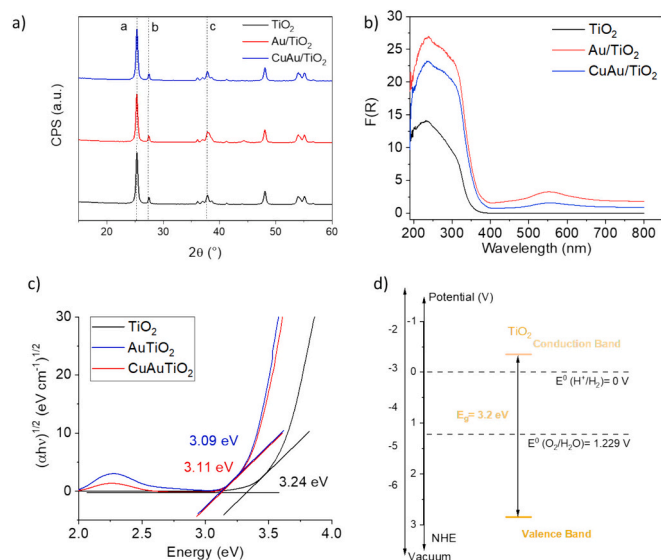 a)
a
b
c
TiO2
Au/TiO2
CuAu/TiO2
CPS (a.u.)
20
30
40
50
60
2θ (°)
b)
TiO2
Au/TiO2
CuAu/TiO2
F(R)
30
25
20
15
10
5
0
200
300
400
500
600
700
800
Wavelength (nm)
c)
TiO2
AuTiO2
CuAuTiO2
(αhν)1/2 (eV cm-1)1/2
30
20
10
0
3.09 eV
3.11 eV
3.24 eV
2.0
2.5
3.0
3.5
4.0
Energy (eV)
d)
Potential (V)
-2
-3
-4
-5
-6
-7
-8
-1
0
1
2
3
TiO2
Conduction Band
E0 (H+/H2)= 0 V
Eg= 3.2 eV
E0 (O2/H2O)= 1.229 V
Valence Band
NHE
Vacuum